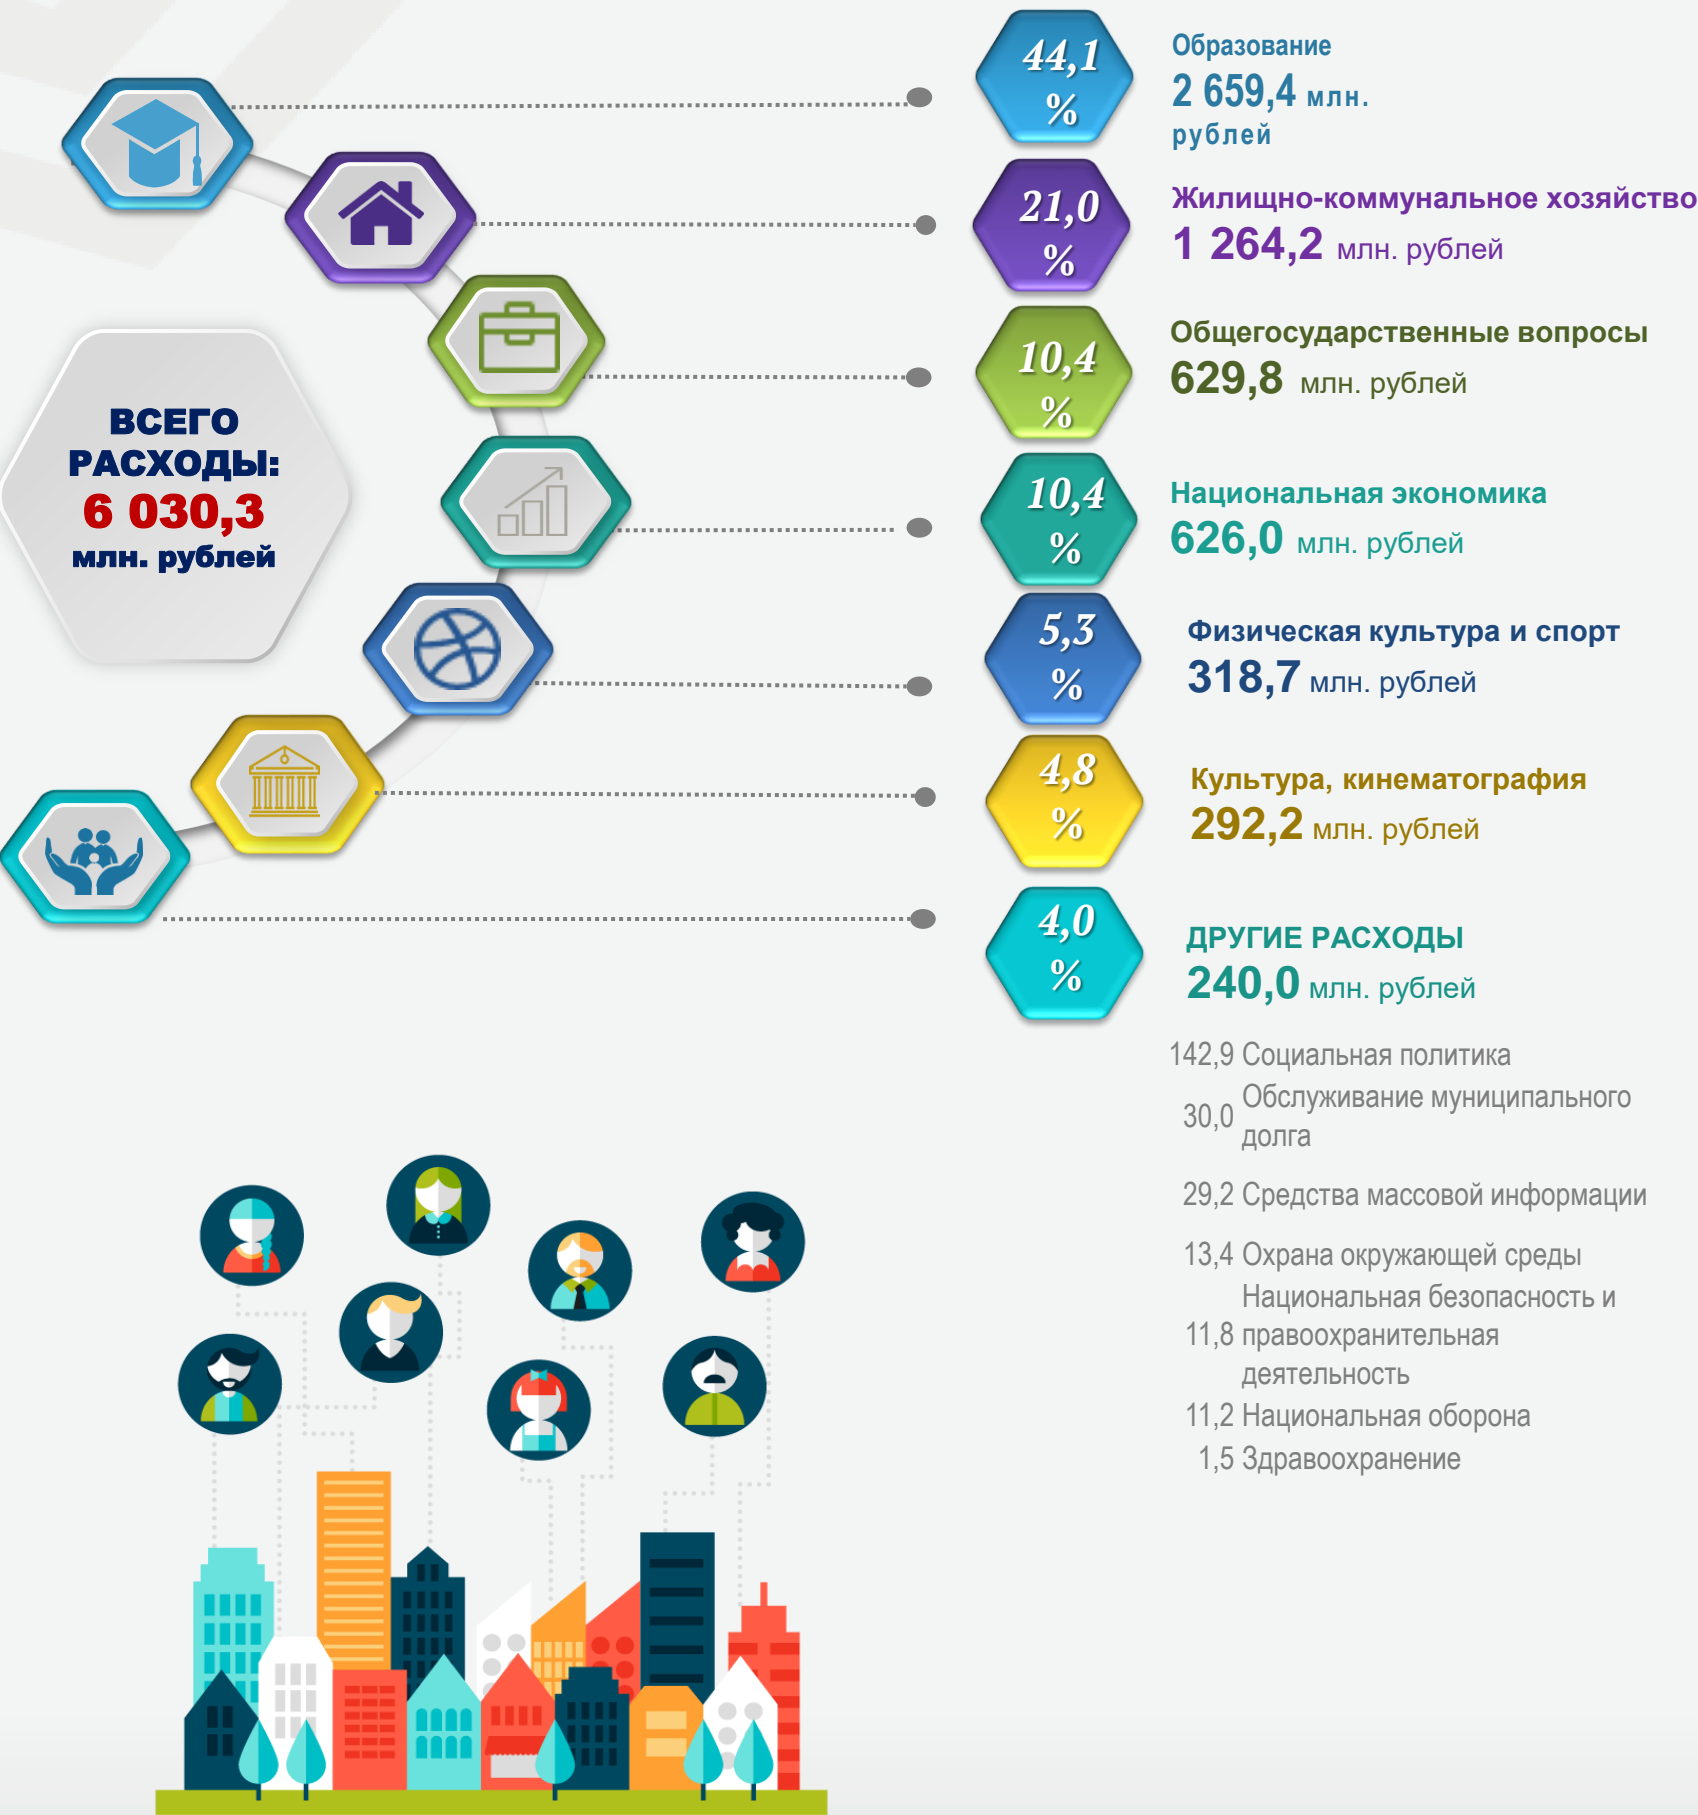 ВСЕГО
РАСХОДЫ:
6 030,3
млн. рублей
44,1
%
Образование
2 659,4 млн.
рублей
21,0
%
Жилищно-коммунальное хозяйство
1 264,2 млн. рублей
10,4
%
Общегосударственные вопросы
629,8 млн. рублей
10,4
%
Национальная экономика
626,0 млн. рублей
5,3
%
Физическая культура и спорт
318,7 млн. рублей
4,8
%
Культура, кинематография
292,2 млн. рублей
4,0
%
ДРУГИЕ РАСХОДЫ
240,0 млн. рублей
142,9 Социальная политика
30,0 Обслуживание муниципального
долга
29,2 Средства массовой информации
13,4 Охрана окружающей среды
Национальная безопасность и
11,8 правоохранительная
деятельность
11,2 Национальная оборона
1,5 Здравоохранение